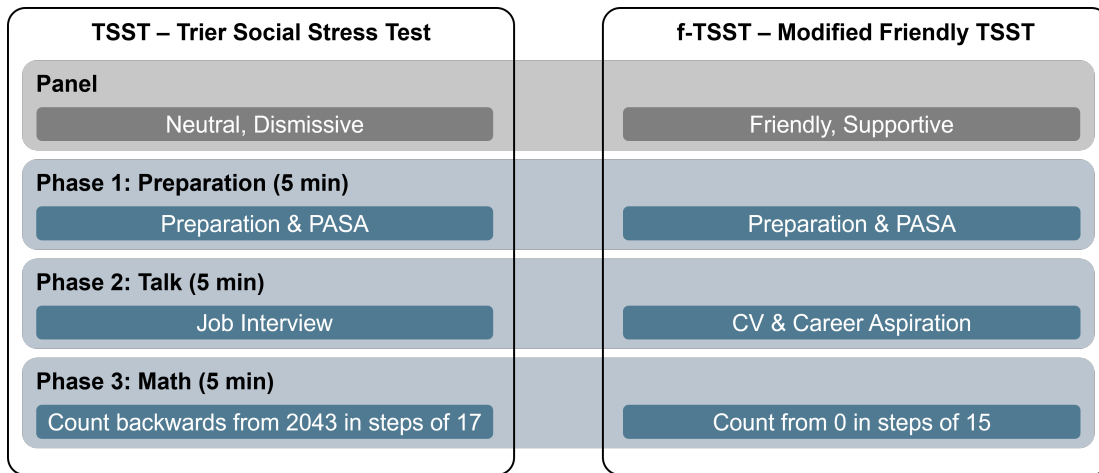 TSST – Trier Social Stress Test
f-TSST – Modified Friendly TSST
Panel
Neutral, Dismissive
Friendly, Supportive
Phase 1: Preparation (5 min)
Preparation & PASA
Preparation & PASA
Phase 2: Talk (5 min)
Job Interview
CV & Career Aspiration
Phase 3: Math (5 min)
Count backwards from 2043 in steps of 17
Count from 0 in steps of 15